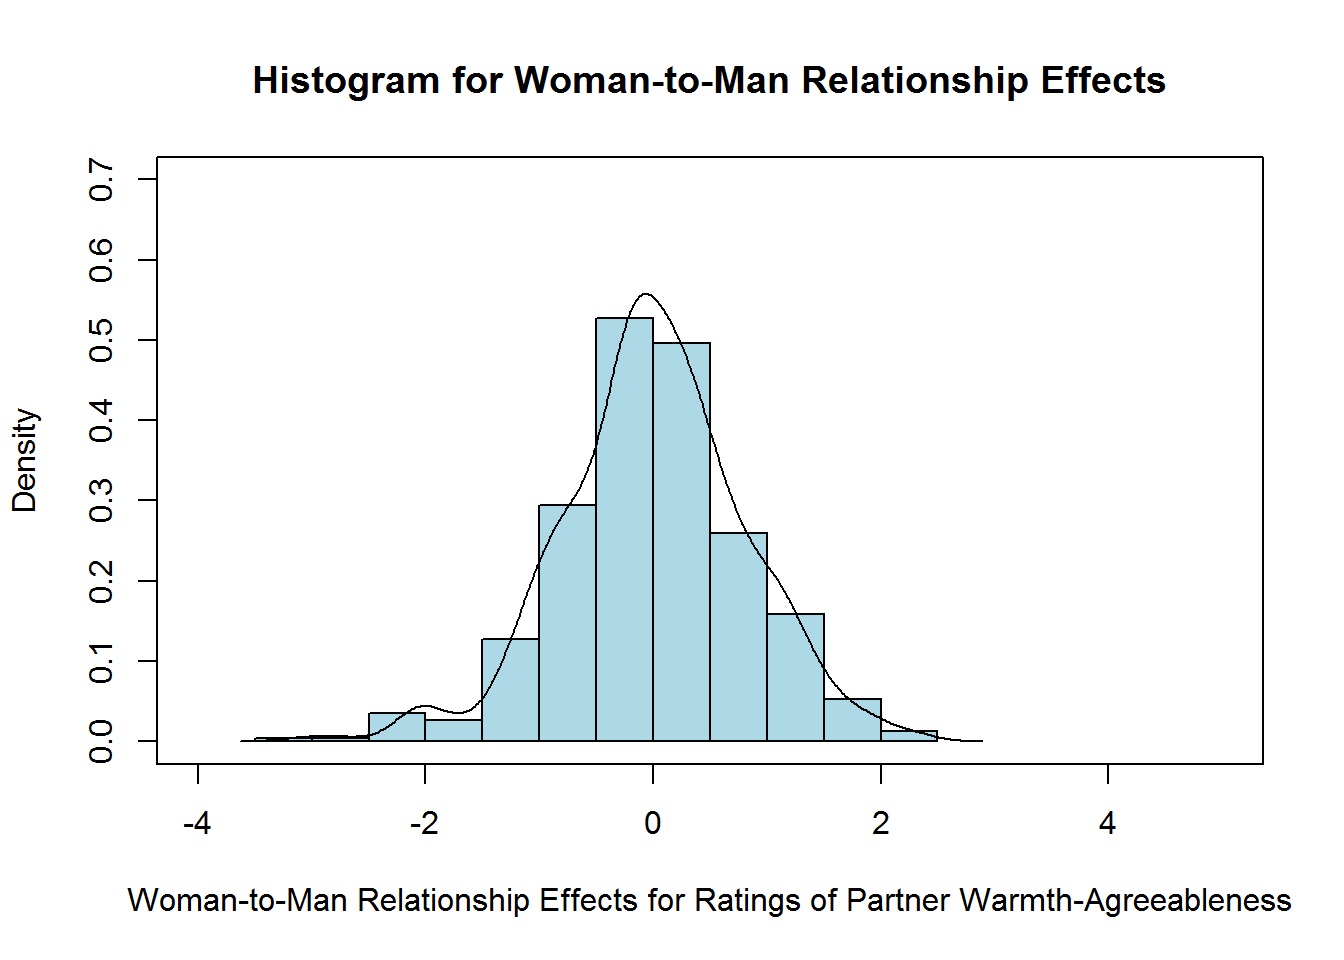 Histogram for Woman-to-Man Relationship Effects
0.7
0.6
0.5
0.4
0.3
0.2
0.1
0.0
Density
-4 -2 0 2 4
Woman-to-Man Relationship Effects for Ratings of Partner Warmth-Agreeableness